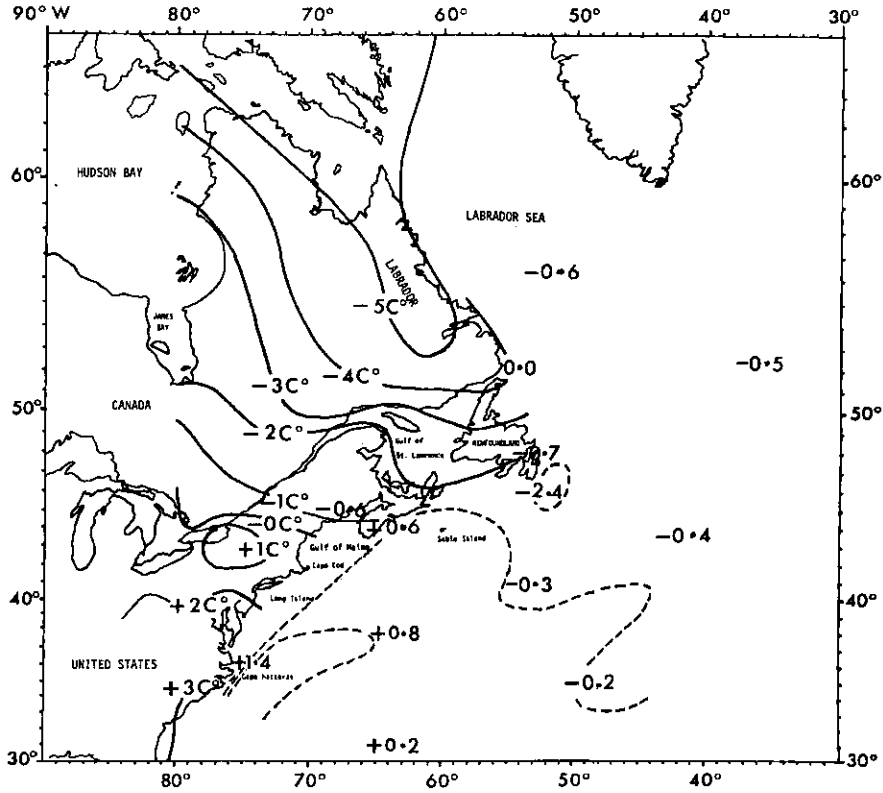 90° W 80° 70° 60° 50° 40° 30°
60° 60°
HUDSON BAY
LABRADOR SEA
LABRADOR
-0.6
-5C°
JAMES BAY
0.0
-0.5
-4C°
-3C°
50° 50°
CANADA
-2C°
Gulf of St. Lawrence
NEWFOUNDLAND
-0.7
-2.4
-1C°
-0.6
-0C°
+0.6
Sable Island
-0.4
+1C°
Gulf of Maine
Cape Cod
-0.3
40° 40°
+2C°
Long Island
+0.8
UNITED STATES
+1.4
Cape Hatteras
+3C°
-0.2
+0.2
30° 30°
80° 70° 60° 50° 40°